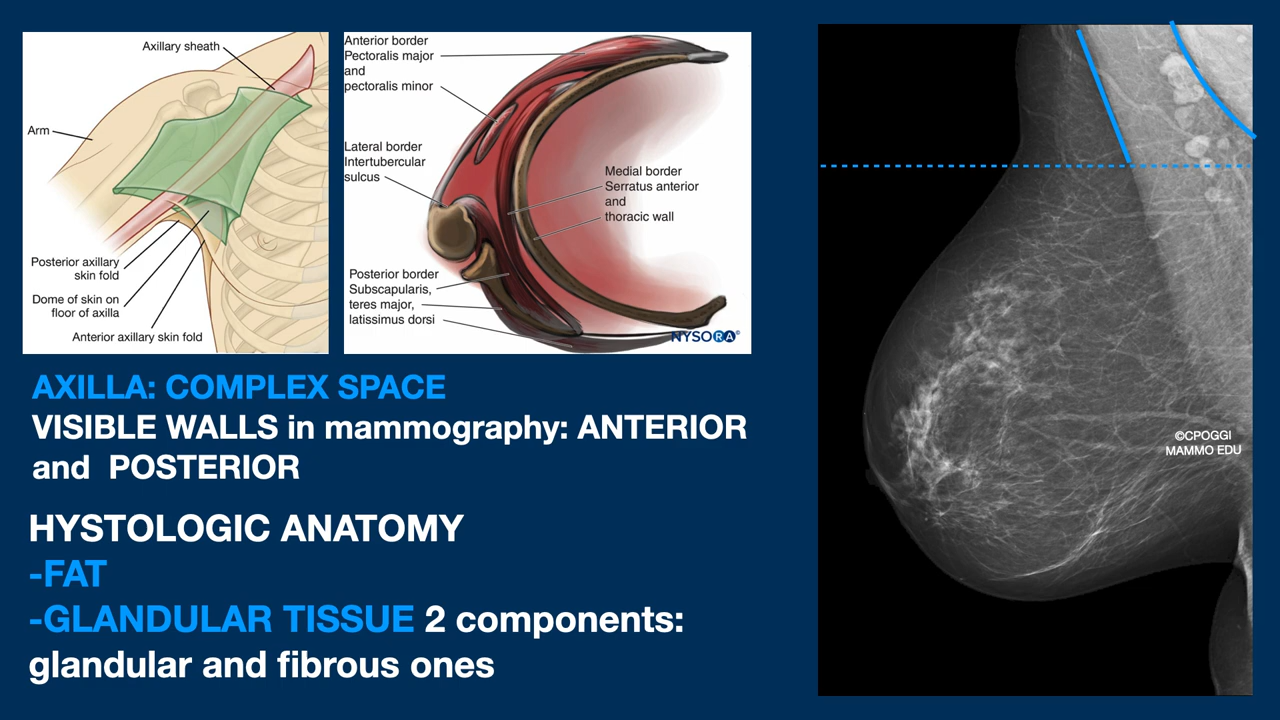 Axillary sheath
Arm
Posterior axillary
skin fold
Dome of skin on
floor of axilla
Anterior axillary skin fold
Anterior border
Pectoralis major
and
pectoralis minor
Lateral border
Intertubercular
sulcus
Medial border
Serratus anterior
and
thoracic wall
Posterior border
Subscapularis,
teres major,
latissimus dorsi
NYSORA®
AXILLA: COMPLEX SPACE
VISIBLE WALLS in mammography: ANTERIOR
and POSTERIOR
HYSTOLOGIC ANATOMY
-FAT
-GLANDULAR TISSUE 2 components:
glandular and fibrous ones
©CPOGGI
MAMMO EDU